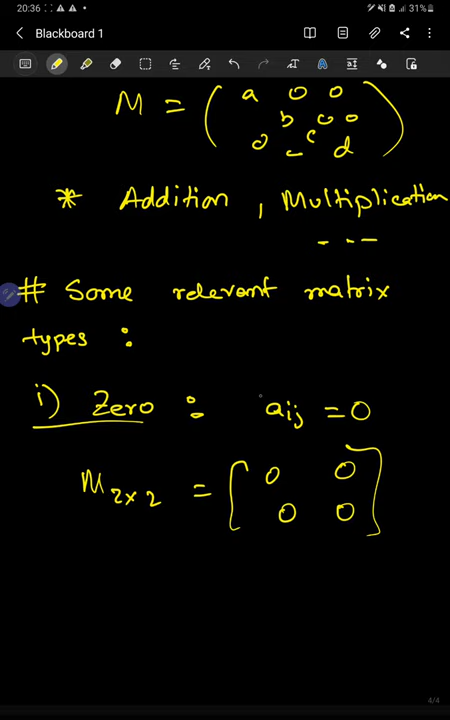 20:36
31%
Blackboard 1
M = ( a 0 0
b 0 0
0 - c d )
* Addition , Multiplication
- - -
# Some relevant matrix
types :
i) Zero : aij = 0
M2x2 = [ 0 0
0 0 ]
4/4